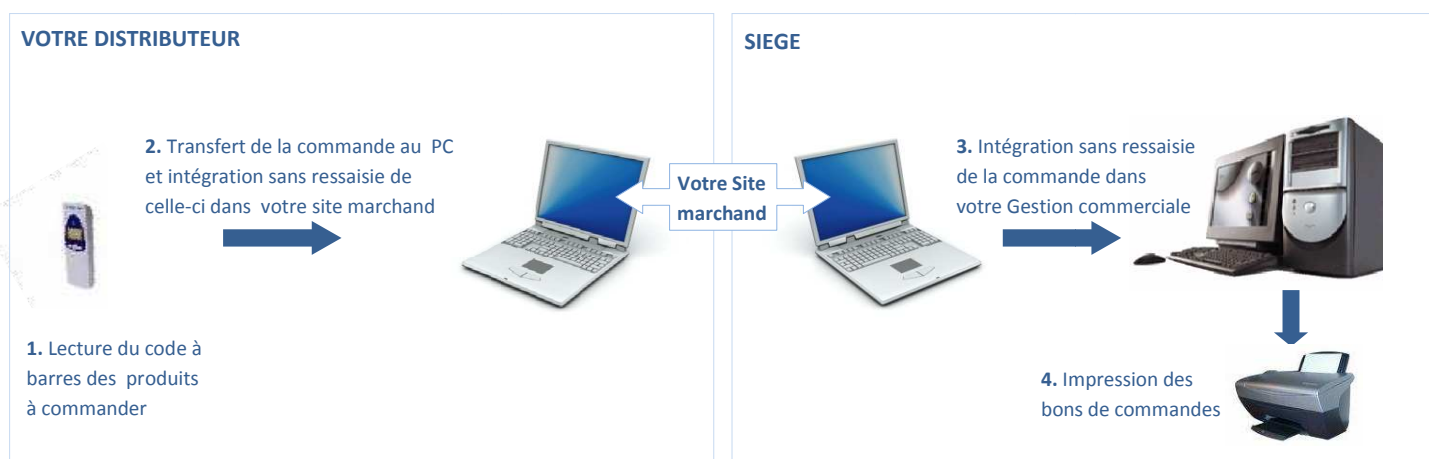 VOTRE DISTRIBUTEUR
2. Transfert de la commande au PC
et intégration sans ressaisie de
celle-ci dans votre site marchand
1. Lecture du code à
barres des produits
à commander
Votre Site
marchand
SIEGE
3. Intégration sans ressaisie
de la commande dans
votre Gestion commerciale
4. Impression des
bons de commandes